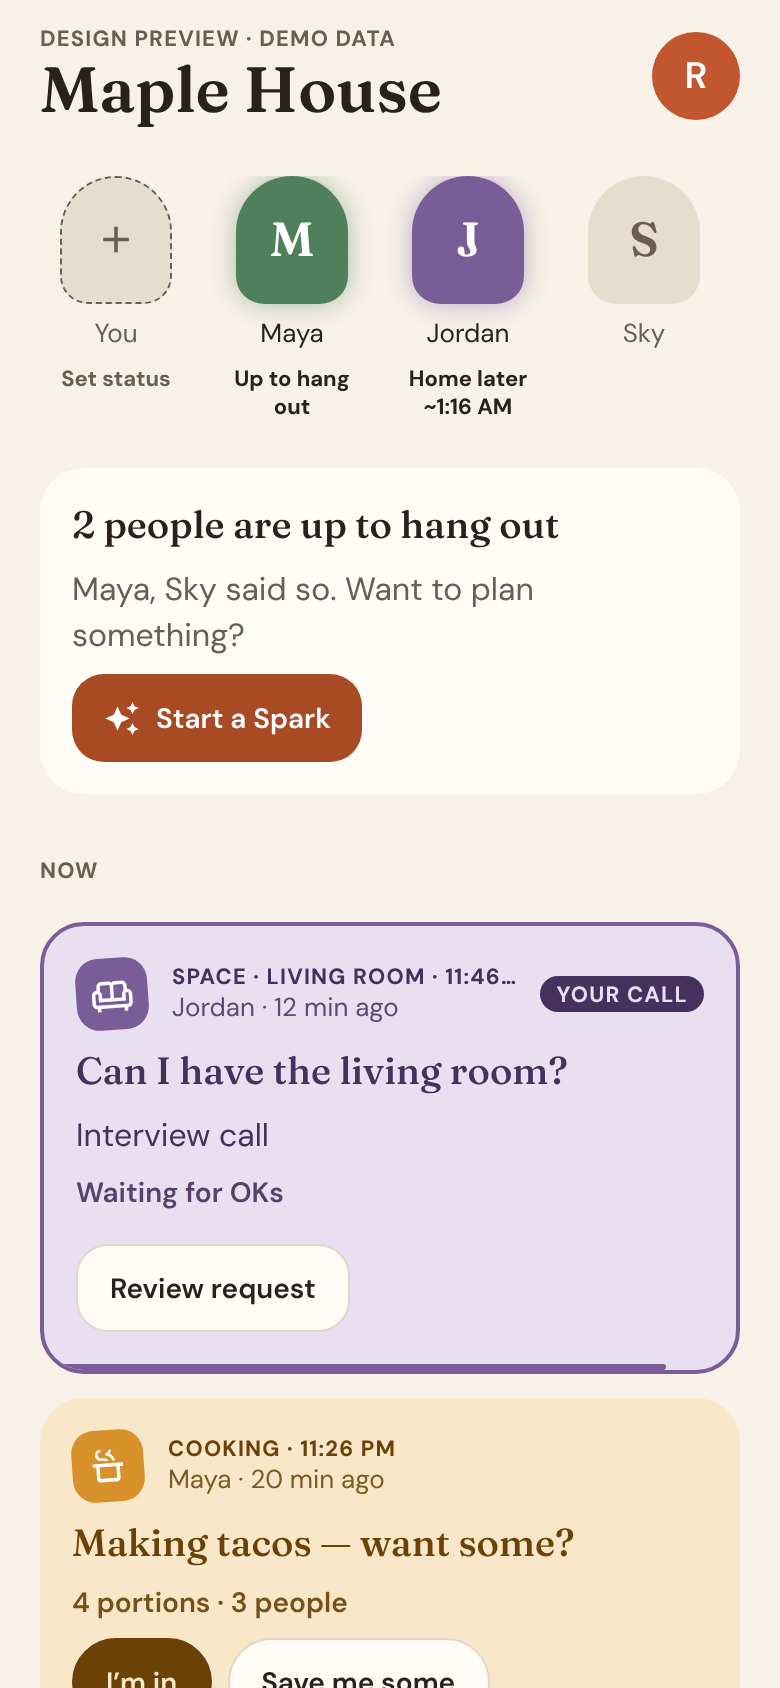 DESIGN PREVIEW · DEMO DATA
Maple House
R
+
M
J
S
You
Maya
Jordan
Sky
Set status
Up to hang out
Home later ~1:16 AM
2 people are up to hang out
Maya, Sky said so. Want to plan
something?
Start a Spark
NOW
SPACE · LIVING ROOM · 11:46…
Jordan · 12 min ago
YOUR CALL
Can I have the living room?
Interview call
Waiting for OKs
Review request
COOKING · 11:26 PM
Maya · 20 min ago
Making tacos — want some?
4 portions · 3 people
I’m in
Save me some